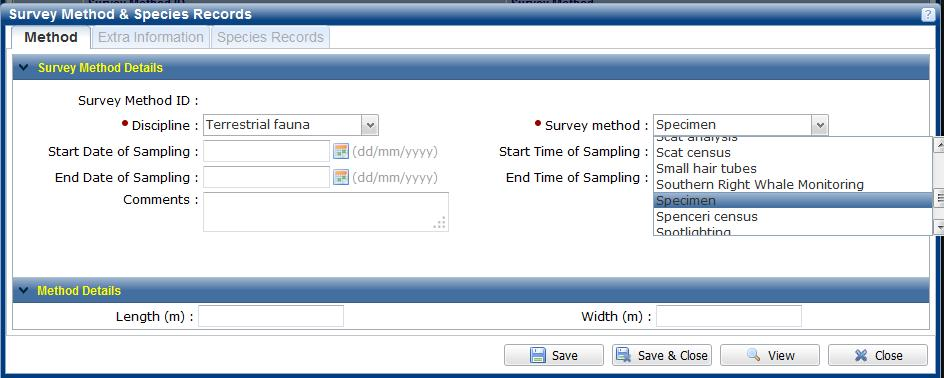 Survey Method & Species Records ?
Method Extra Information Species Records
Survey Method Details
Survey Method ID :
• Discipline : Terrestrial fauna • Survey method : Specimen
Scat analysis
Start Date of Sampling : (dd/mm/yyyy) Start Time of Sampling : Scat census
Small hair tubes
End Date of Sampling : (dd/mm/yyyy) End Time of Sampling : Southern Right Whale Monitoring
Comments : Specimen
Spenceri census
Spotlighting
Method Details
Length (m) : Width (m) :
Save Save & Close View Close